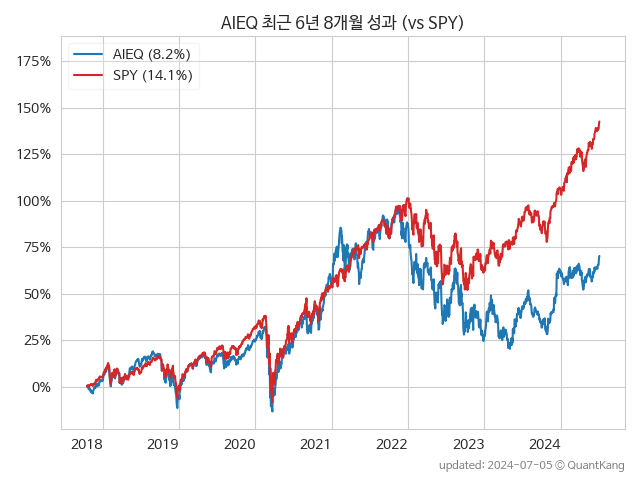 AIEQ 최근 6년 8개월 성과 (vs SPY)
AIEQ (8.2%)
SPY (14.1%)
175%
150%
125%
100%
75%
50%
25%
0%
2018 2019 2020 2021 2022 2023 2024
updated: 2024-07-05 © QuantKang